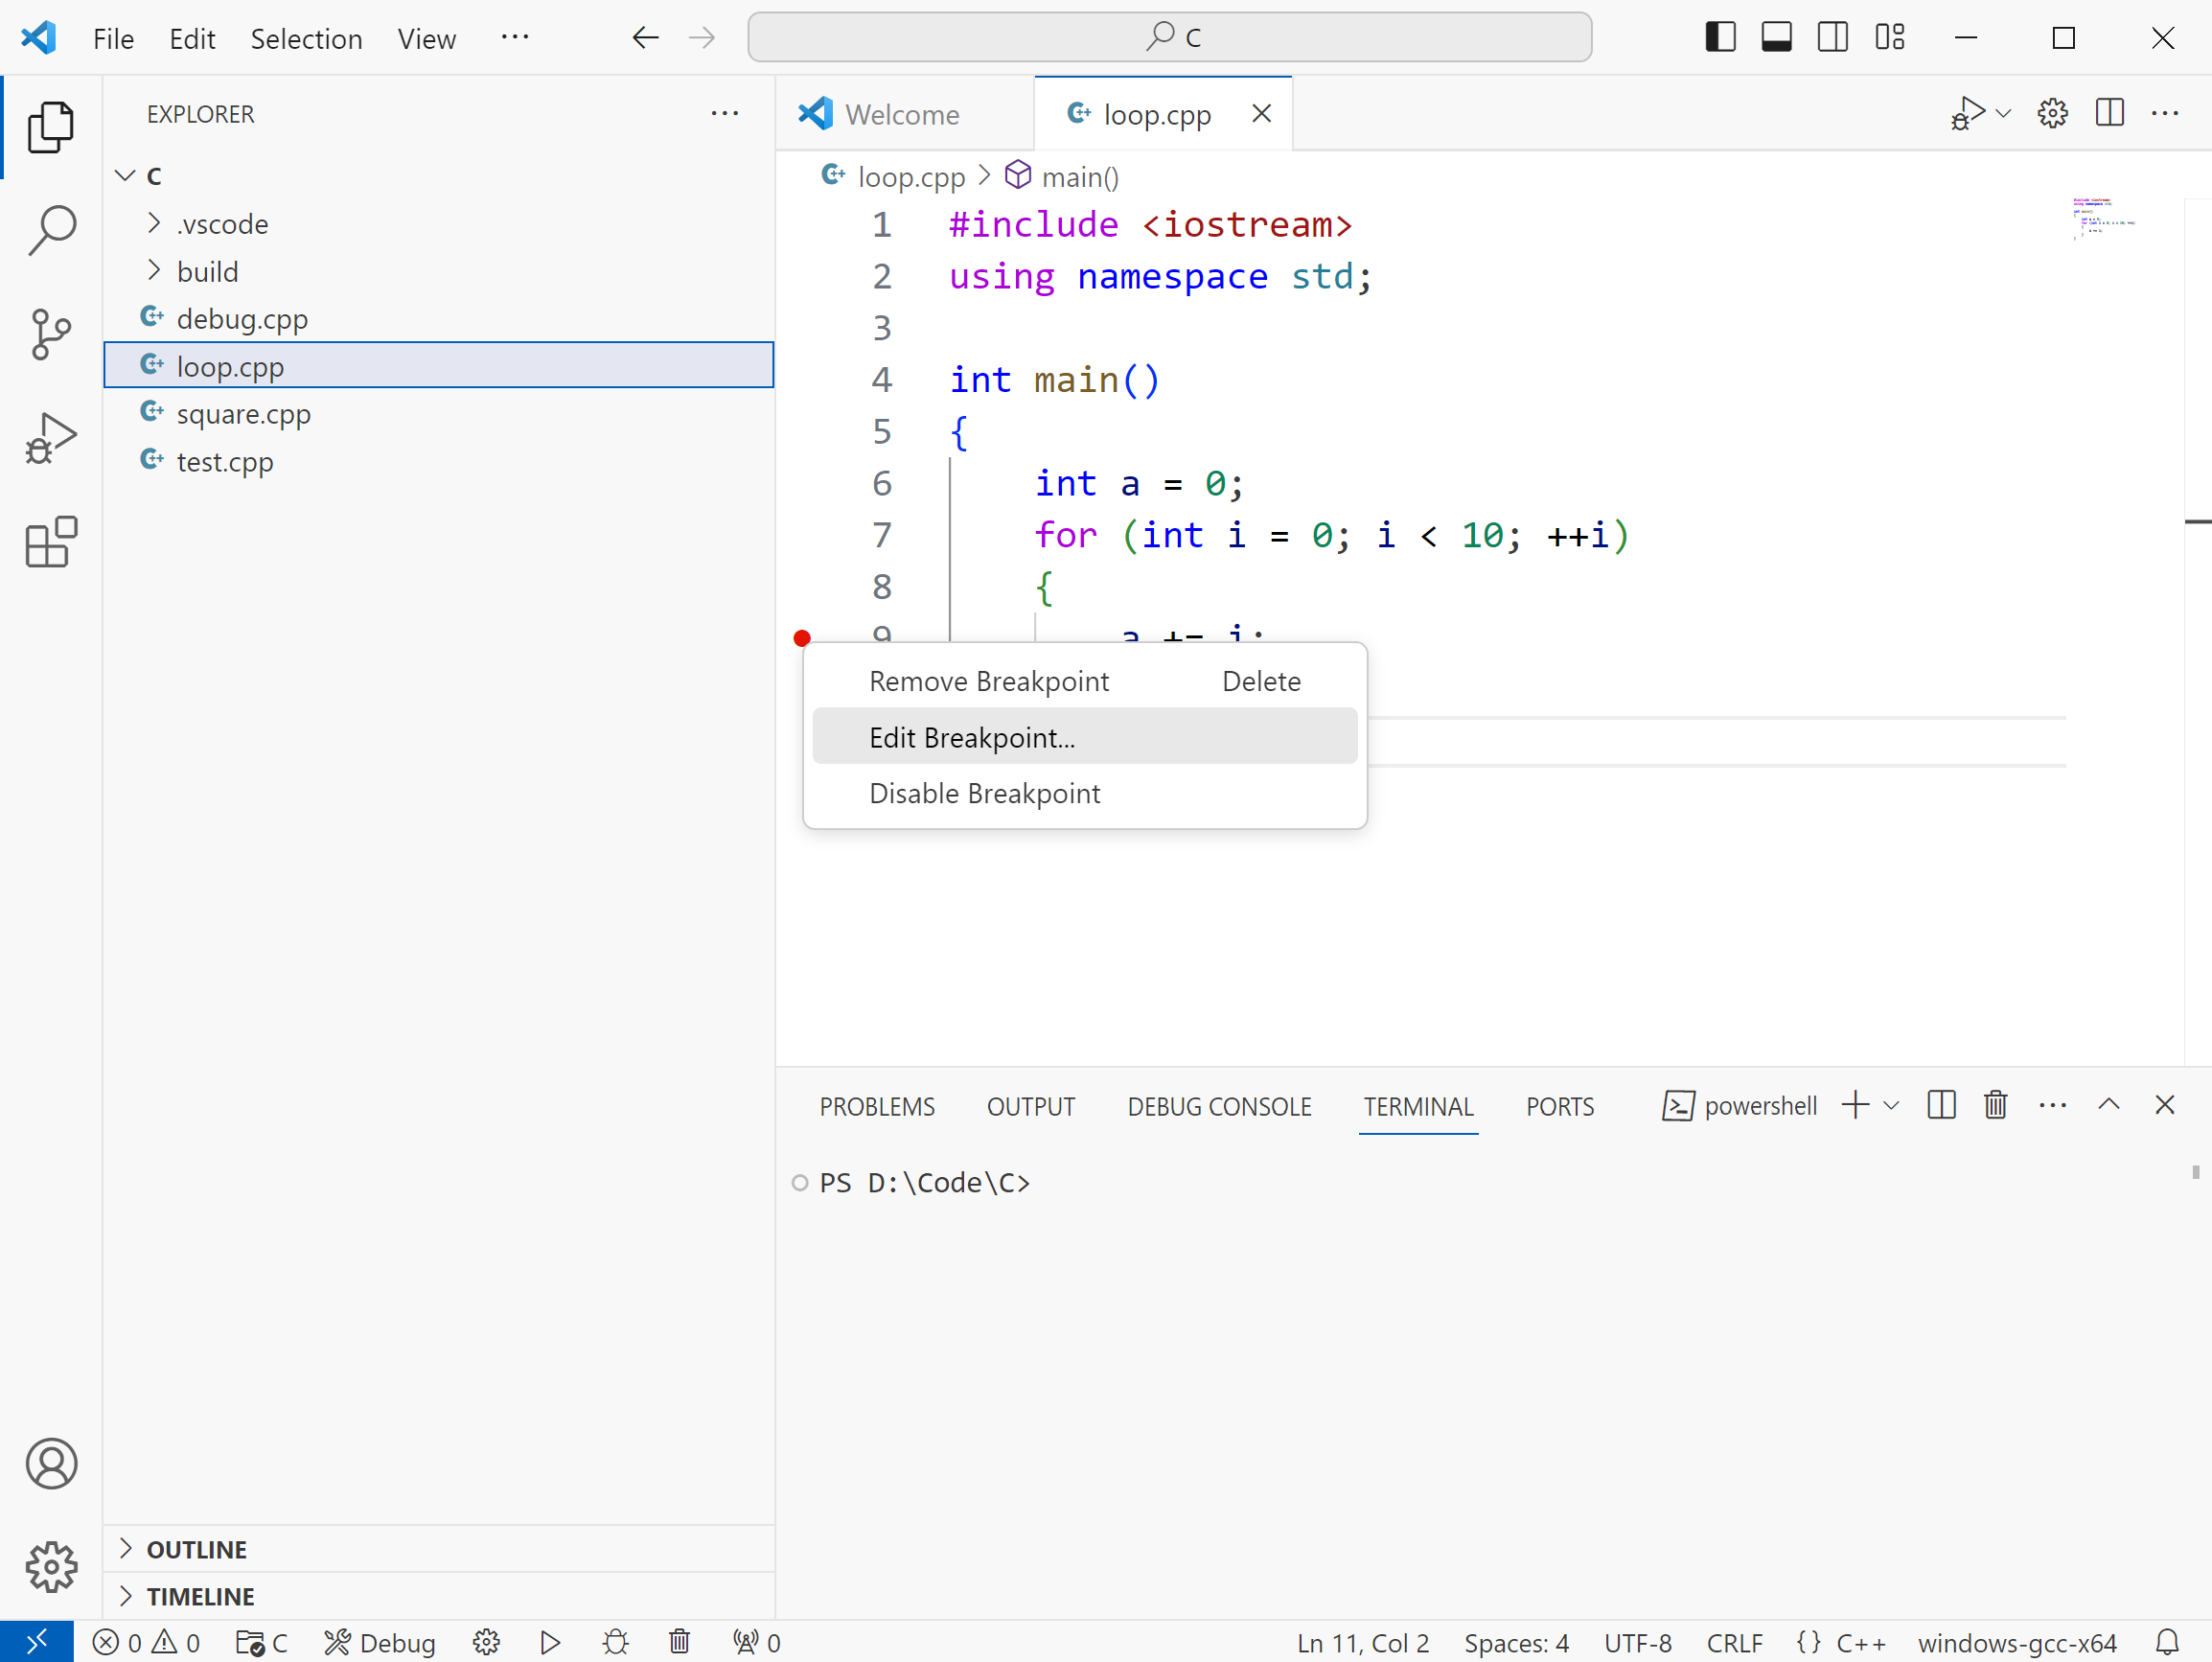 File Edit Selection View ··· C
EXPLORER
C
.vscode
build
debug.cpp
loop.cpp
square.cpp
test.cpp
OUTLINE
TIMELINE
Welcome loop.cpp
loop.cpp > main()
1 #include <iostream>
2 using namespace std;
3
4 int main()
5 {
6 int a = 0;
7 for (int i = 0; i < 10; ++i)
8 {
9 a += i;
Remove Breakpoint Delete
Edit Breakpoint...
Disable Breakpoint
PROBLEMS OUTPUT DEBUG CONSOLE TERMINAL PORTS powershell
PS D:\Code\C>
0 0 C Debug 0 Ln 11, Col 2 Spaces: 4 UTF-8 CRLF {} C++ windows-gcc-x64